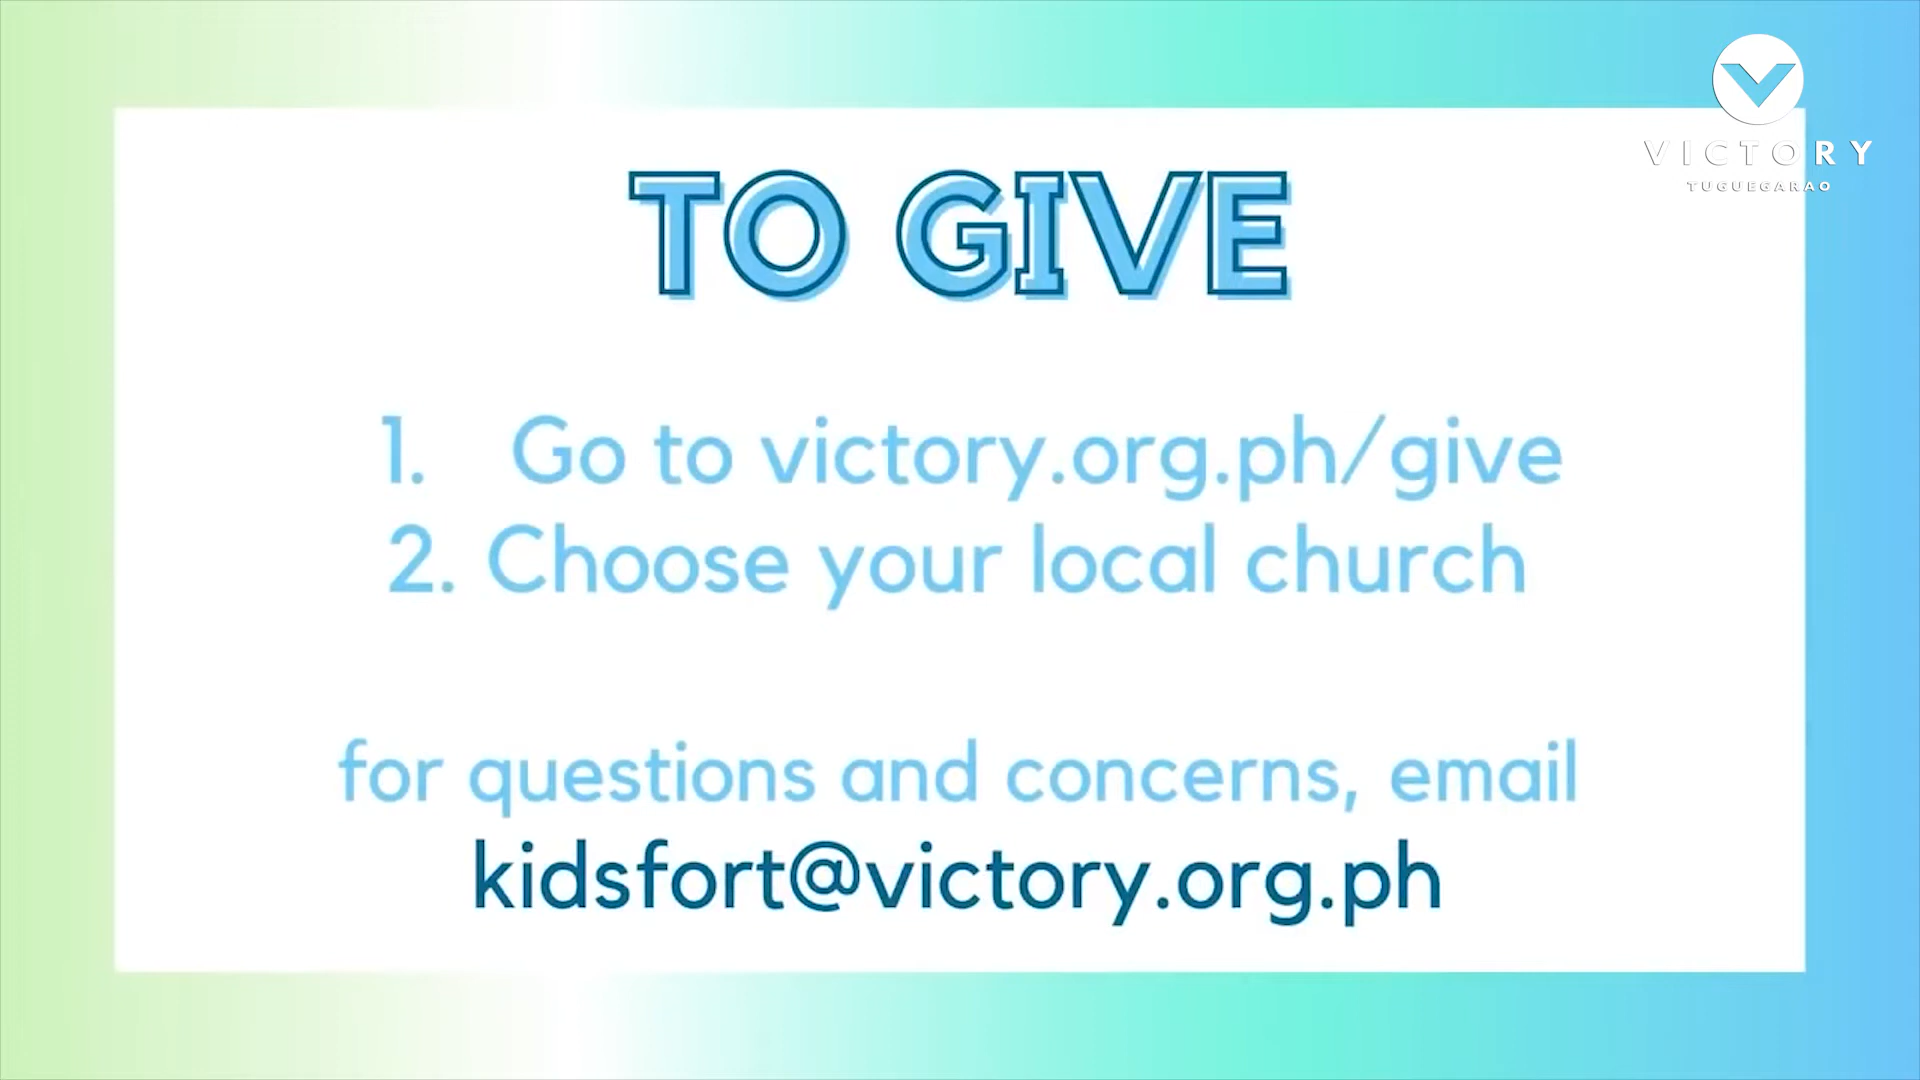 VICTORY
TUGUEGARAO
TO GIVE
1. Go to victory.org.ph/give
2. Choose your local church
for questions and concerns, email
kidsfort@victory.org.ph